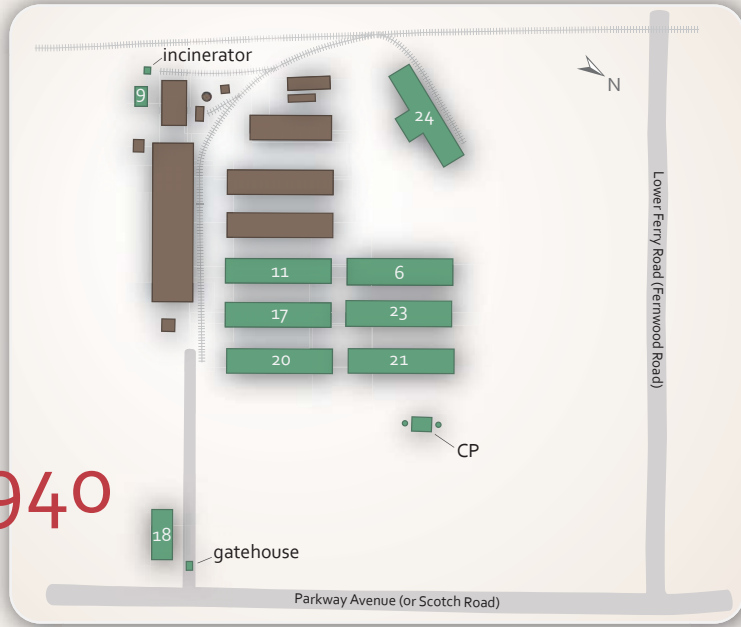 incinerator
9
24
N
Lower Ferry Road (Fernwood Road)
11
6
17
23
20
21
CP
940
18
gatehouse
Parkway Avenue (or Scotch Road)